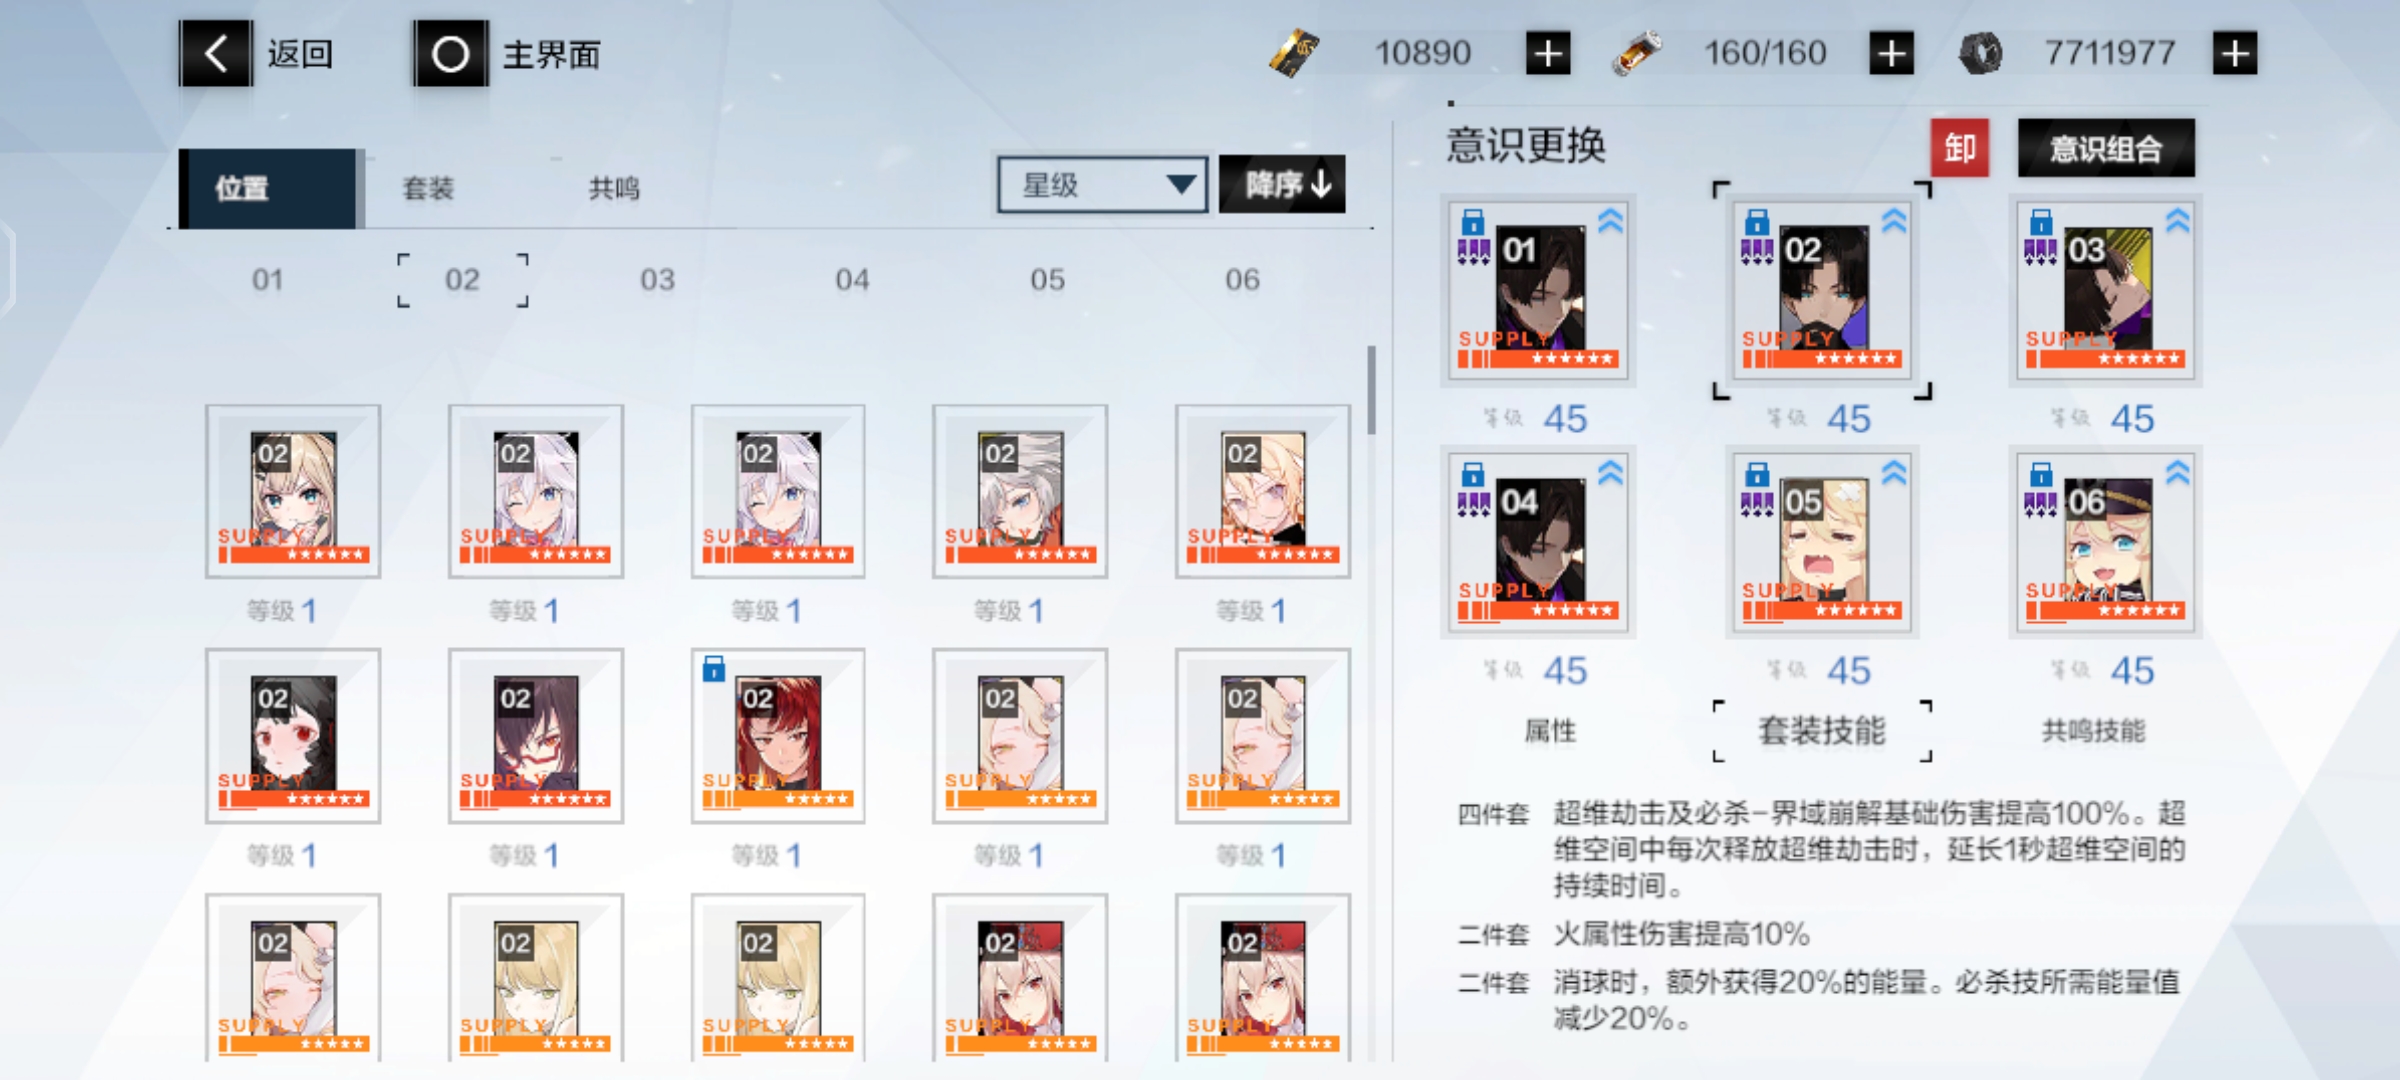 返回 主界面 10890 160/160 7711977
意识更换 卸 意识组合
位置 套装 共鸣 星级 降序
01 02 03 04 05 06
01 02 03
SUPPLY SUPPLY SUPPLY
等级 45 等级 45 等级 45
02 02 02 02 02
SUPPLY SUPPLY SUPPLY SUPPLY SUPPLY
等级 1 等级 1 等级 1 等级 1 等级 1
04 05 06
SUPPLY SUPPLY SUPPLY
等级 45 等级 45 等级 45
02 02 02 02 02
SUPPLY SUPPLY SUPPLY SUPPLY SUPPLY
等级 1 等级 1 等级 1 等级 1 等级 1
02 02 02 02 02
SUPPLY SUPPLY SUPPLY SUPPLY SUPPLY
属性 套装技能 共鸣技能
四件套 超维劫击及必杀-界域崩解基础伤害提高100%。超
维空间中每次释放超维劫击时，延长1秒超维空间的
持续时间。
二件套 火属性伤害提高10%
二件套 消球时，额外获得20%的能量。必杀技所需能量值
减少20%。